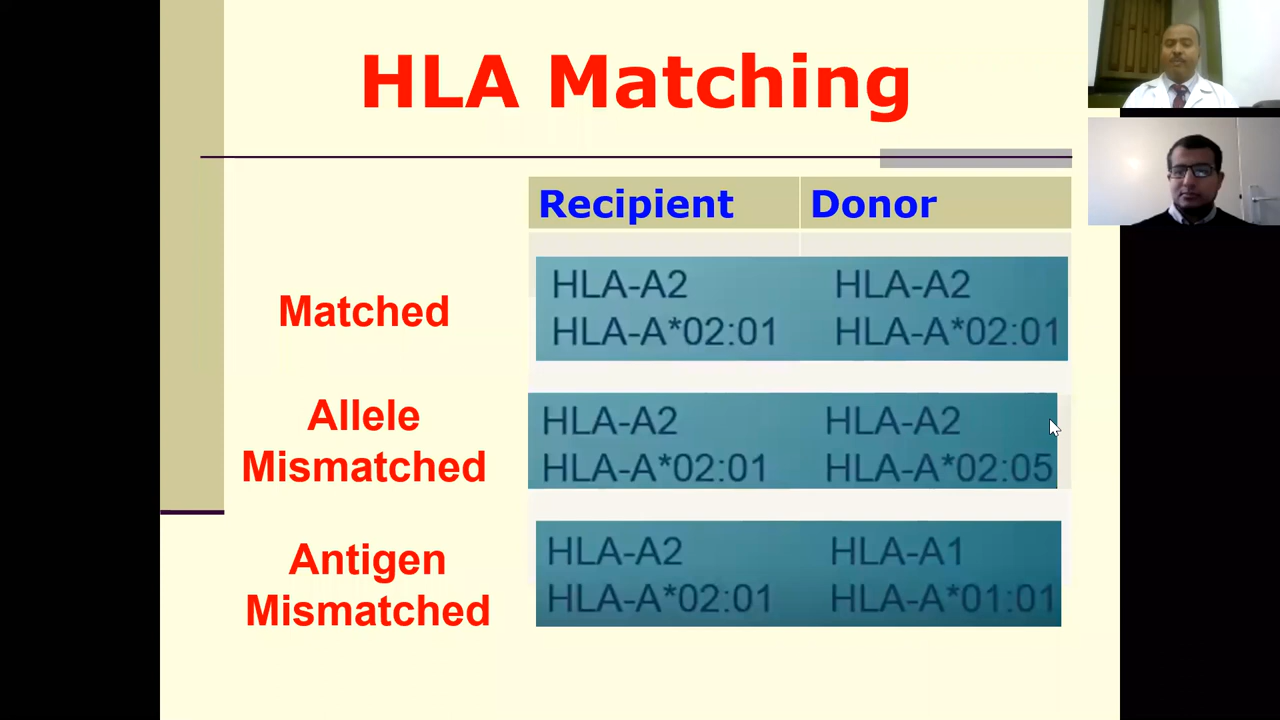 HLA Matching
Recipient Donor
Matched
HLA-A2 HLA-A2
HLA-A*02:01 HLA-A*02:01
Allele
Mismatched
HLA-A2 HLA-A2
HLA-A*02:01 HLA-A*02:05
Antigen
Mismatched
HLA-A2 HLA-A1
HLA-A*02:01 HLA-A*01:01